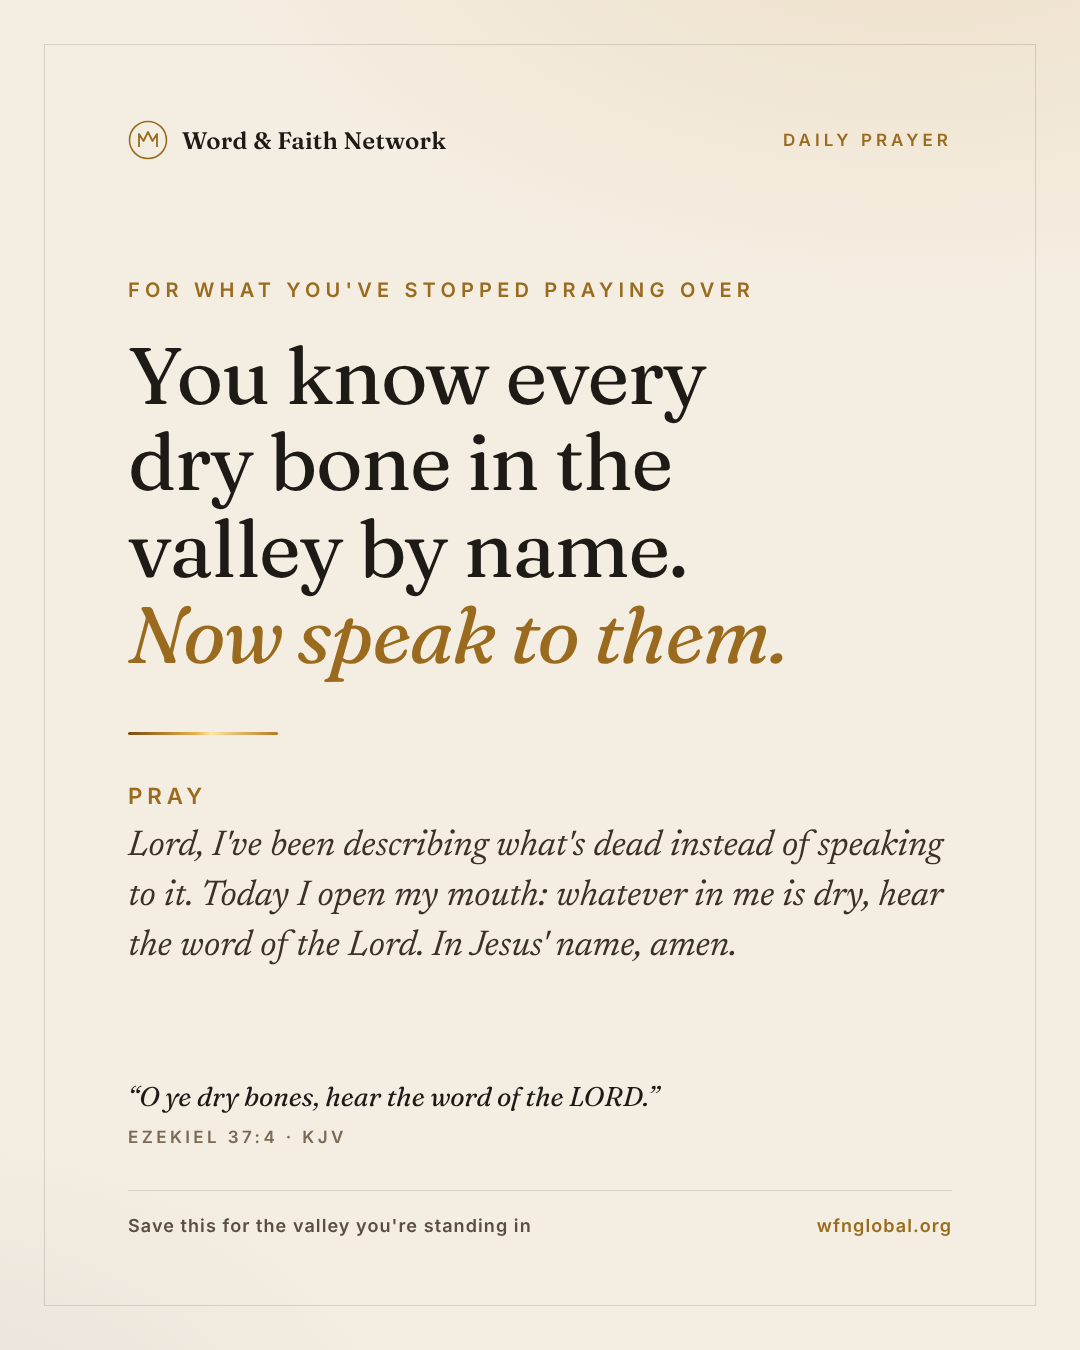 Word & Faith Network
DAILY PRAYER
FOR WHAT YOU'VE STOPPED PRAYING OVER
You know every
dry bone in the
valley by name.
Now speak to them.
PRAY
Lord, I've been describing what's dead instead of speaking
to it. Today I open my mouth: whatever in me is dry, hear
the word of the Lord. In Jesus' name, amen.
“O ye dry bones, hear the word of the LORD.”
EZEKIEL 37:4 · KJV
Save this for the valley you're standing in
wfnglobal.org